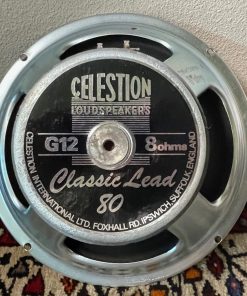 CELESTION
LOUDSPEAKERS
G12 8ohms
Classic Lead
80
CELESTION INTERNATIONAL LTD. FOXHALL RD. IPSWICH, SUFFOLK, ENGLAND